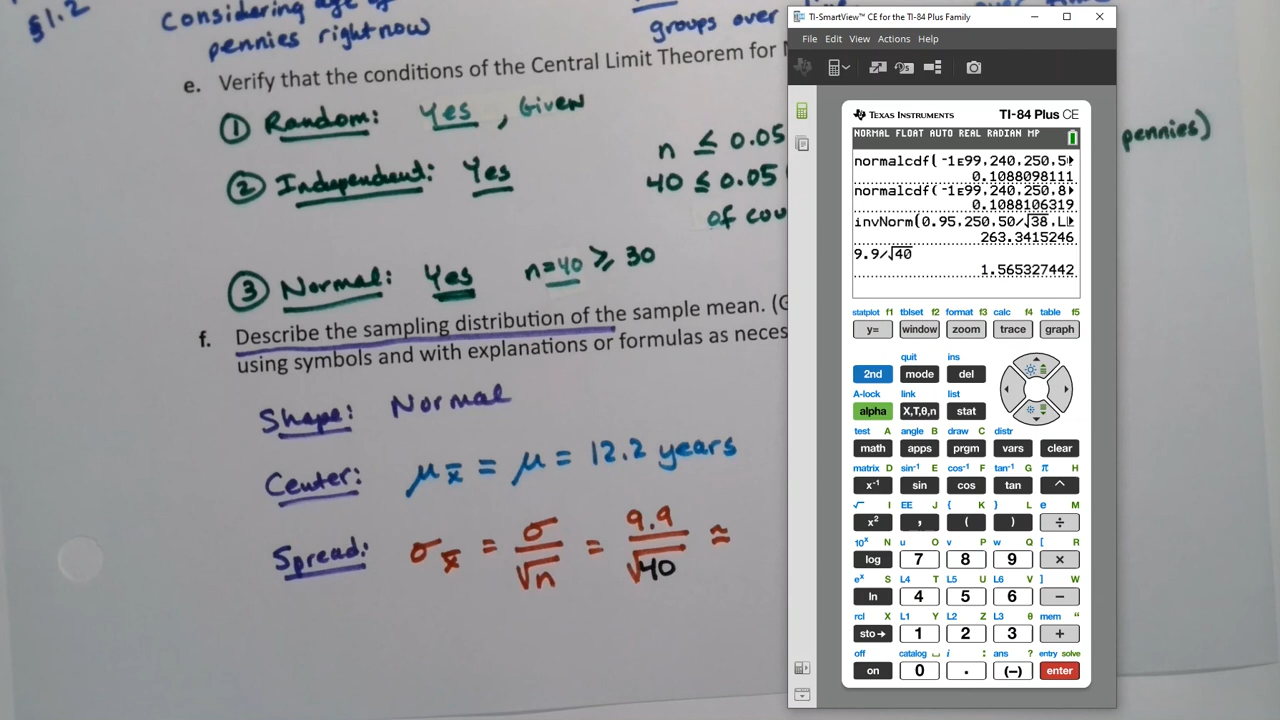 §1.2
Considering age
pennies right now
groups over
e. Verify that the conditions of the Central Limit Theorem for
① Random: Yes, Given
② Independent: Yes
n ≤ 0.05
40 ≤ 0.05
of cou
pennies)
③ Normal: Yes n=40 ≥ 30
f. Describe the sampling distribution of the sample mean. (
using symbols and with explanations or formulas as neces
Shape: Normal
Center: μx̄ = μ = 12.2 years
Spread: σx̄ = σ/√n = 9.9/√40 ≈
TI-SmartView™ CE for the TI-84 Plus Family
File Edit View Actions Help
TEXAS INSTRUMENTS TI-84 Plus CE
NORMAL FLOAT AUTO REAL RADIAN MP
normalcdf(-1E99,240,250,5
0.1088098111
normalcdf(-1E99,240,250,8
0.1088106319
invNorm(0.95,250,50/√38,L
263.3415246
9.9/√40
1.565327442
statplot f1 tblset f2 format f3 calc f4 table f5
y= window zoom trace graph
quit ins
2nd mode del
A-lock link list
alpha X,T,θ,n stat
test A angle B draw C distr
math apps prgm vars clear
matrix D sin⁻¹ E cos⁻¹ F tan⁻¹ G π H
x⁻¹ sin cos tan ^
√ I EE J { K } L e M
x² , ( ) ÷
10ˣ N u O v P w Q [ R
log 7 8 9 ×
eˣ S L4 T L5 U L6 V ] W
ln 4 5 6 −
rcl X L1 Y L2 Z L3 θ mem "
sto→ 1 2 3 +
off catalog ␣ i : ans ? entry solve
on 0 . (−) enter